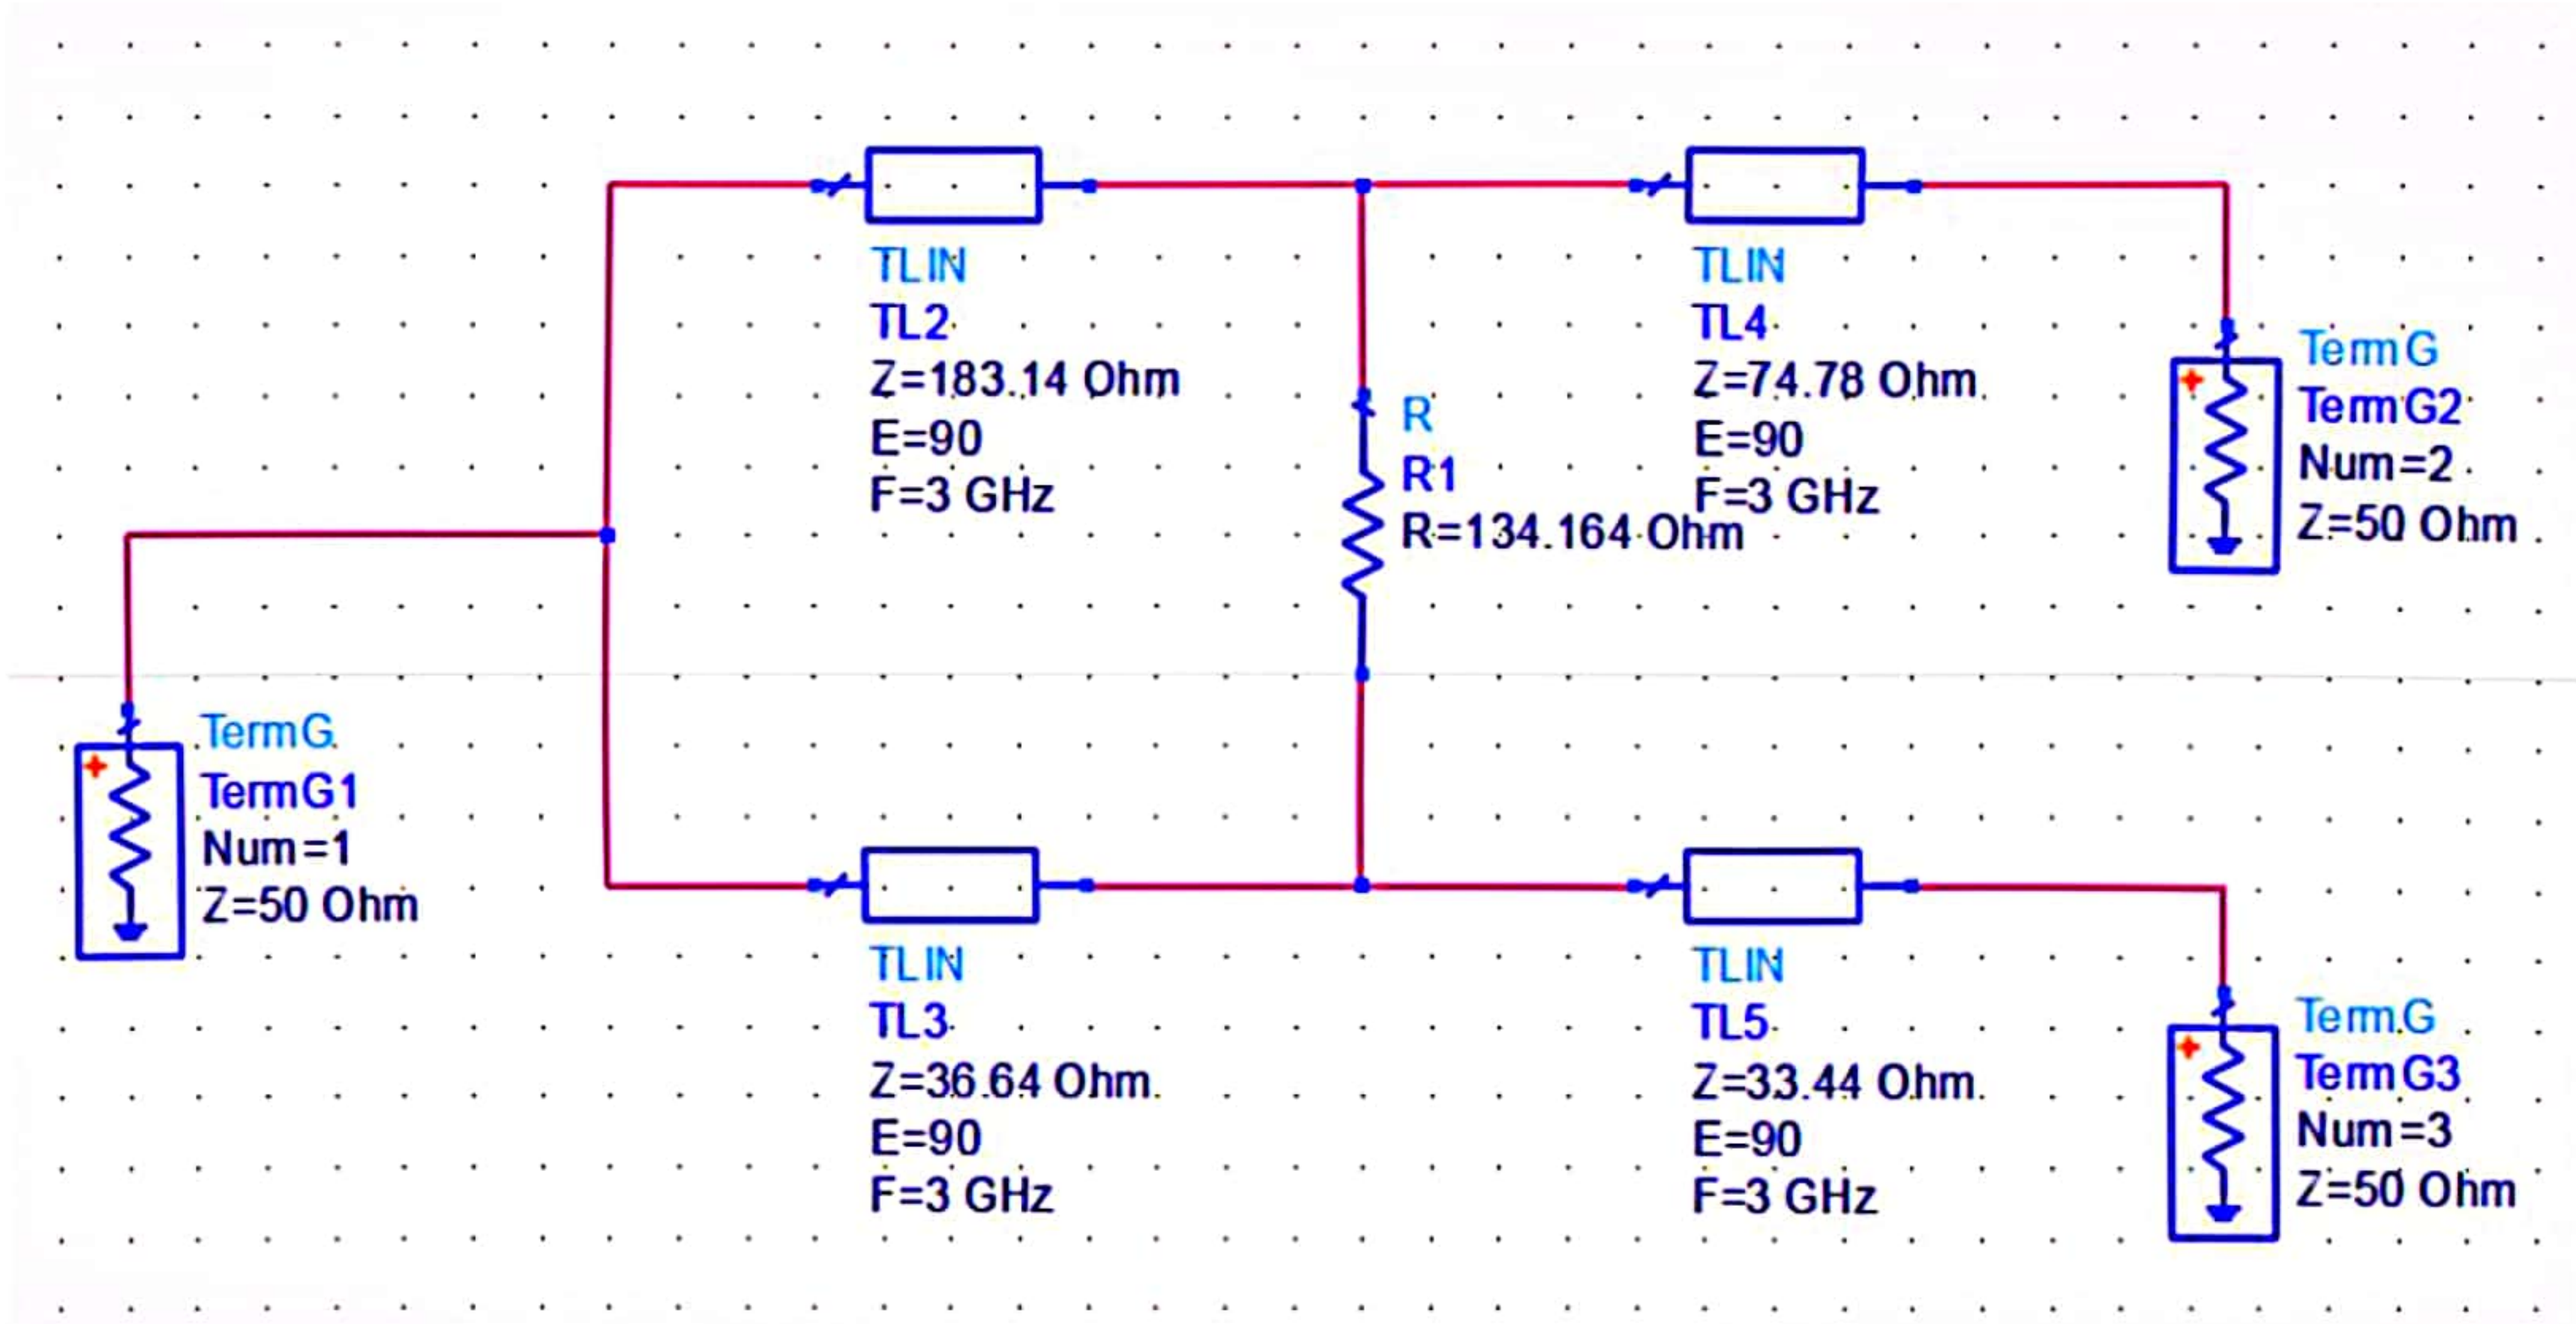 TLIN
TL2
Z=183.14 Ohm
E=90
F=3 GHz
TLIN
TL4
Z=74.78 Ohm
E=90
F=3 GHz
R
R1
R=134.164 Ohm
TermG
TermG2
Num=2
Z=50 Ohm
TermG
TermG1
Num=1
Z=50 Ohm
TLIN
TL3
Z=36.64 Ohm
E=90
F=3 GHz
TLIN
TL5
Z=33.44 Ohm
E=90
F=3 GHz
TermG
TermG3
Num=3
Z=50 Ohm